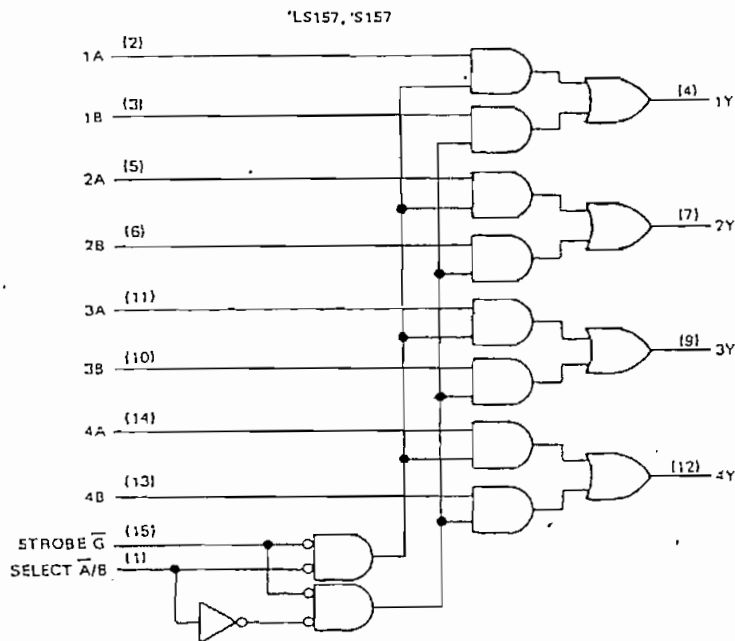 'LS157, 'S157
1A (2)
(4) 1Y
1B (3)
2A (5)
(7) 2Y
2B (6)
3A (11)
(9) 3Y
3B (10)
4A (14)
(12) 4Y
4B (13)
STROBE G̅ (15)
SELECT A̅/B (1)